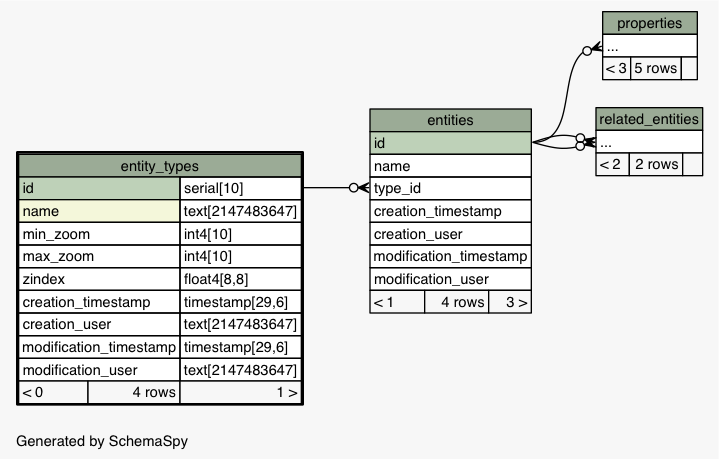 properties
...
< 3 5 rows
entities
id
name
type_id
creation_timestamp
creation_user
modification_timestamp
modification_user
< 1 4 rows 3 >
related_entities
...
< 2 2 rows
entity_types
id serial[10]
name text[2147483647]
min_zoom int4[10]
max_zoom int4[10]
zindex float4[8,8]
creation_timestamp timestamp[29,6]
creation_user text[2147483647]
modification_timestamp timestamp[29,6]
modification_user text[2147483647]
< 0 4 rows 1 >
Generated by SchemaSpy